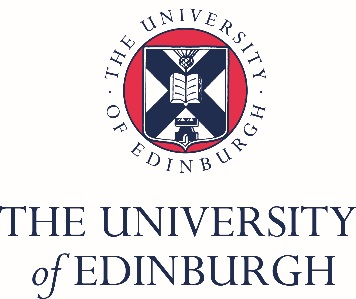 · THE UNIVERSITY ·
OF EDINBURGH
THE UNIVERSITY
of EDINBURGH